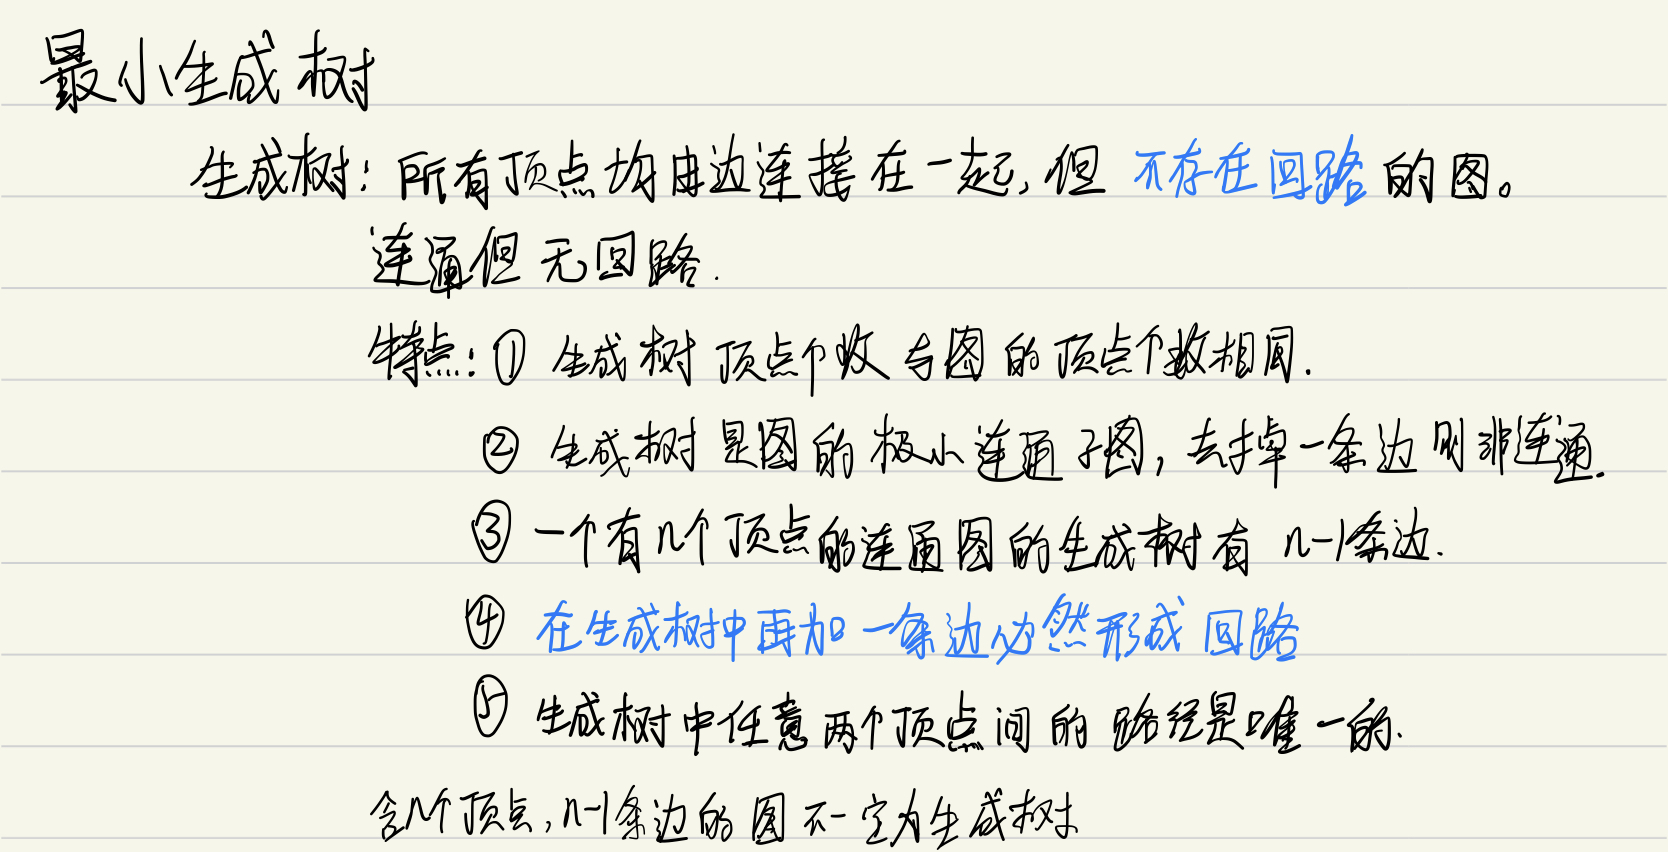 最小生成树
生成树：所有顶点均由边连接在一起，但 不存在回路 的图。
连通但无回路.
特点：① 生成树顶点个数与图的顶点个数相同.
② 生成树是图的极小连通子图，去掉一条边则非连通.
③ 一个有n个顶点的连通图的生成树有 n-1条边.
④ 在生成树中再加一条边必然形成回路
⑤ 生成树中任意两个顶点间的路径是唯一的.
含n个顶点,n-1条边的图不一定为生成树